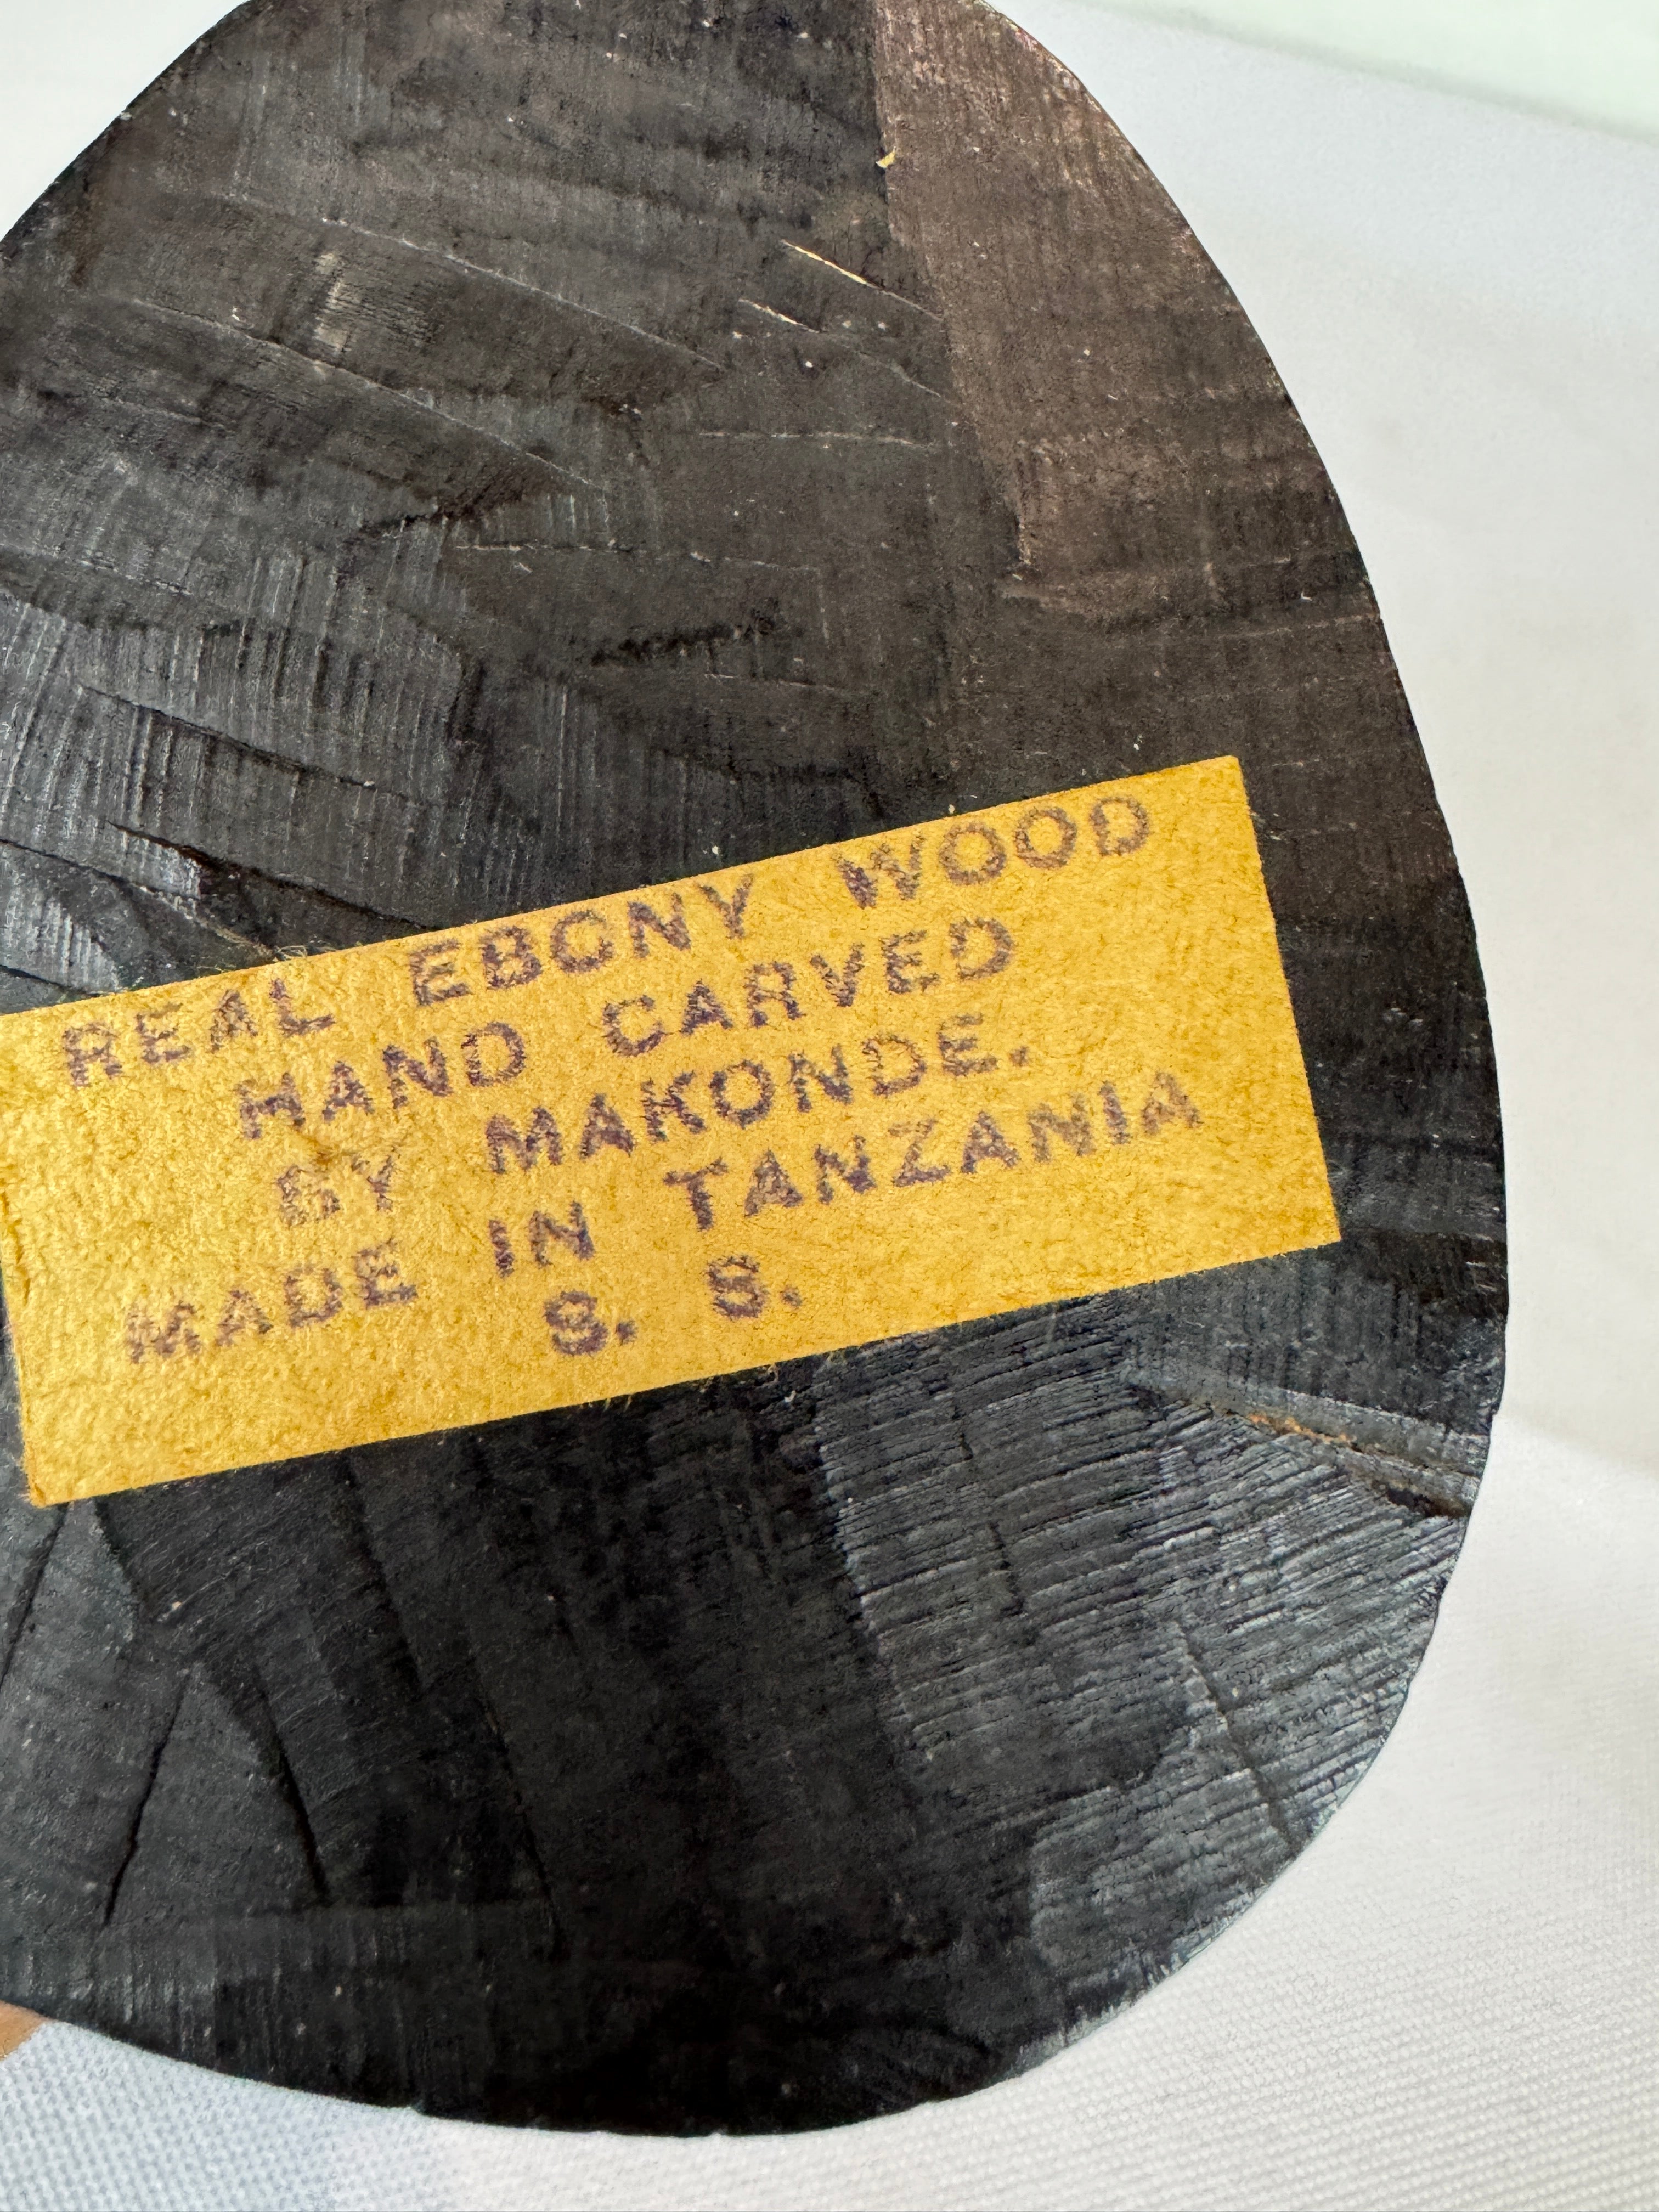 REAL EBONY WOOD
HAND CARVED
BY MAKONDE.
MADE IN TANZANIA
S. S.